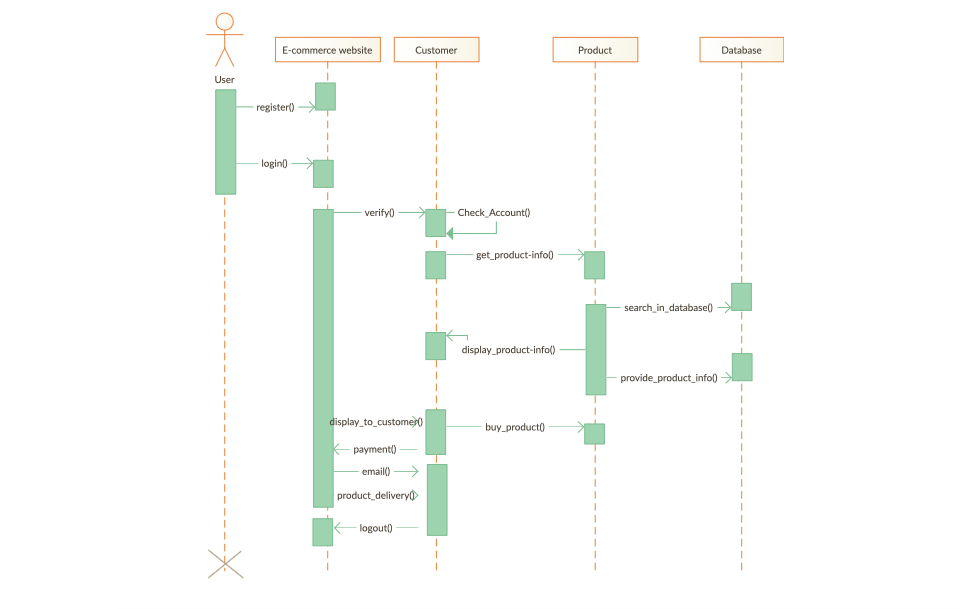 E-commerce website
Customer
Product
Database
User
register()
login()
verify()
Check_Account()
get_product-info()
search_in_database()
display_product-info()
provide_product_info()
display_to_customer()
buy_product()
payment()
email()
product_delivery()
logout()